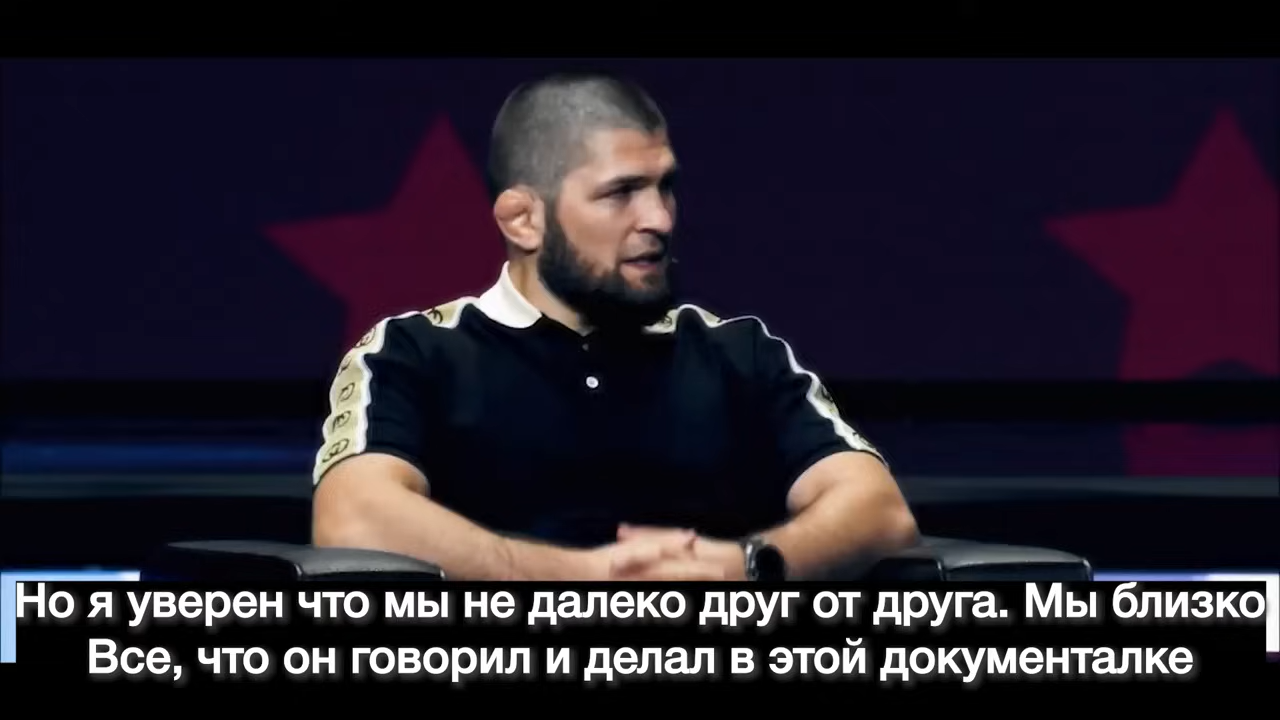 Но я уверен что мы не далеко друг от друга. Мы близко
Все, что он говорил и делал в этой документалке